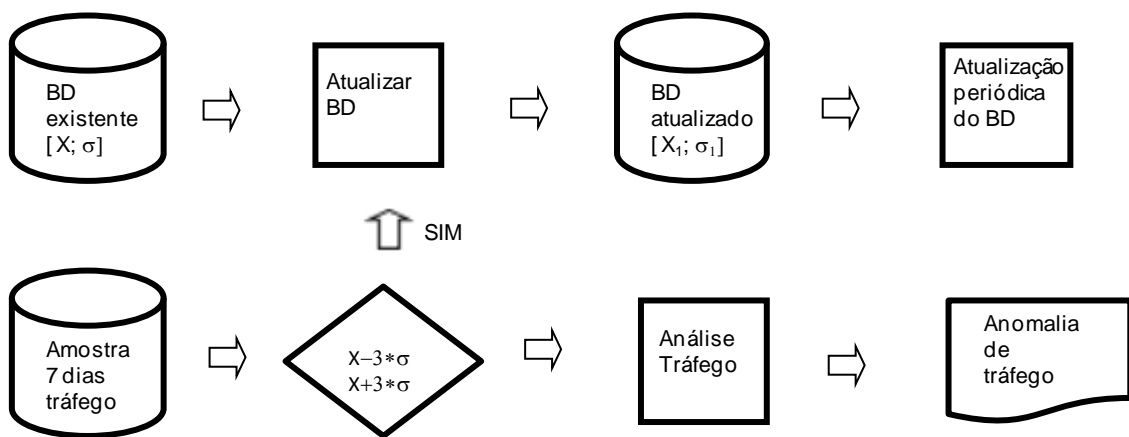 BD
existente
[X; σ]
Atualizar
BD
BD
atualizado
[X₁; σ₁]
Atualização
periódica
do BD
SIM
Amostra
7 dias
tráfego
X−3*σ
X+3*σ
Análise
Tráfego
Anomalia
de
tráfego